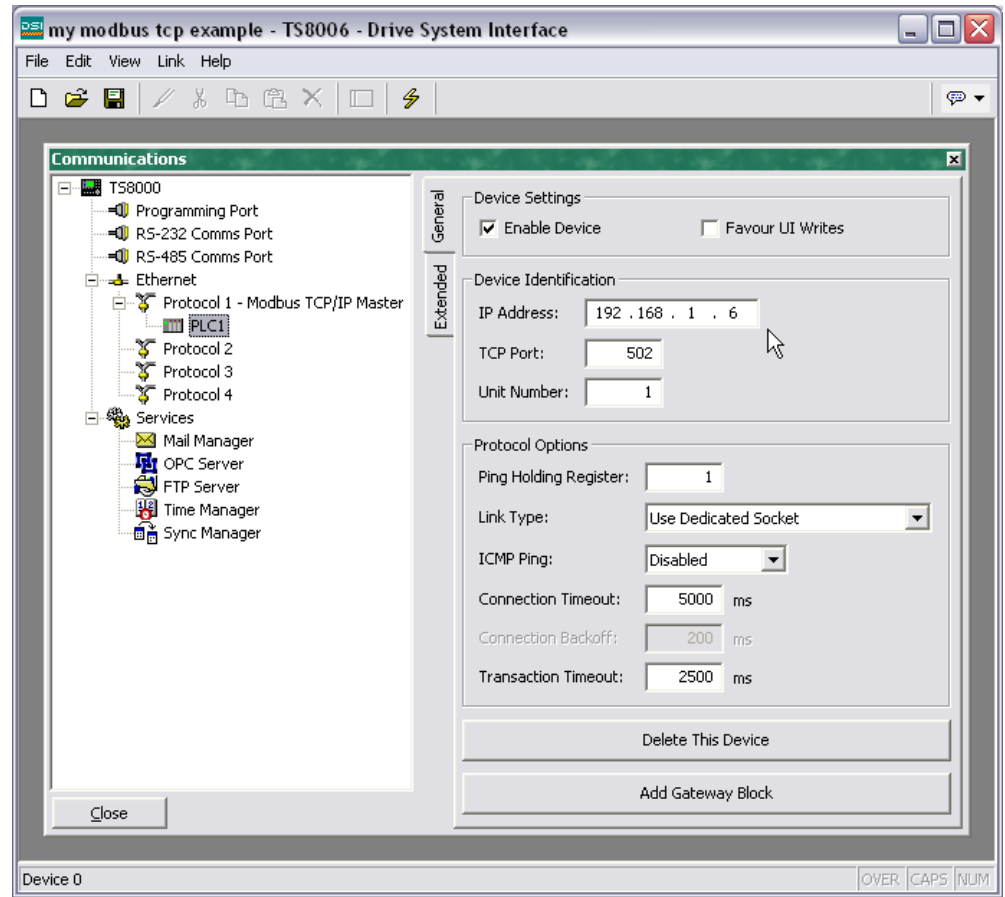 DSI my modbus tcp example - TS8006 - Drive System Interface
File Edit View Link Help
Communications
TS8000
Programming Port
RS-232 Comms Port
RS-485 Comms Port
Ethernet
Protocol 1 - Modbus TCP/IP Master
PLC1
Protocol 2
Protocol 3
Protocol 4
Services
Mail Manager
OPC Server
FTP Server
Time Manager
Sync Manager
Close
General
Extended
Device Settings
Enable Device Favour UI Writes
Device Identification
IP Address: 192 . 168 . 1 . 6
TCP Port: 502
Unit Number: 1
Protocol Options
Ping Holding Register: 1
Link Type: Use Dedicated Socket
ICMP Ping: Disabled
Connection Timeout: 5000 ms
Connection Backoff: 200 ms
Transaction Timeout: 2500 ms
Delete This Device
Add Gateway Block
Device 0 OVER CAPS NUM